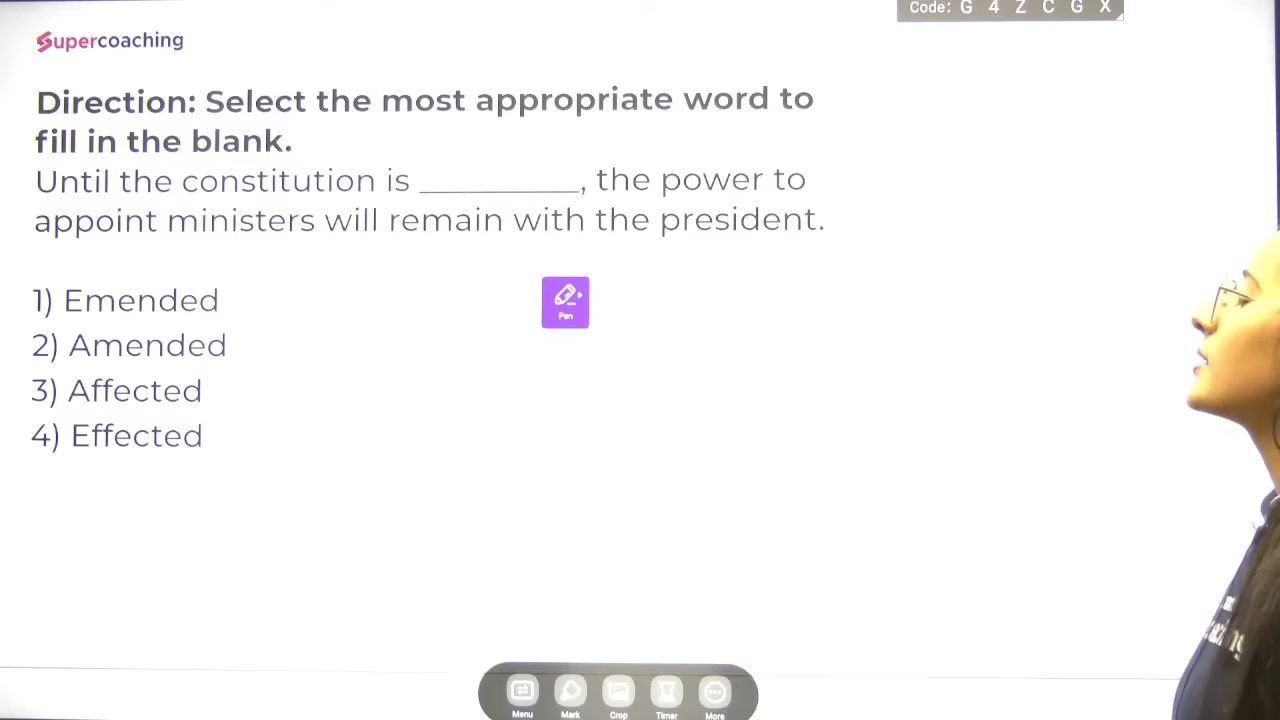 Code: G 4 Z C G X
Supercoaching
Direction: Select the most appropriate word to
fill in the blank.
Until the constitution is __________, the power to
appoint ministers will remain with the president.
1) Emended
2) Amended
3) Affected
4) Effected
Pen
Menu Mark Crop Timer More